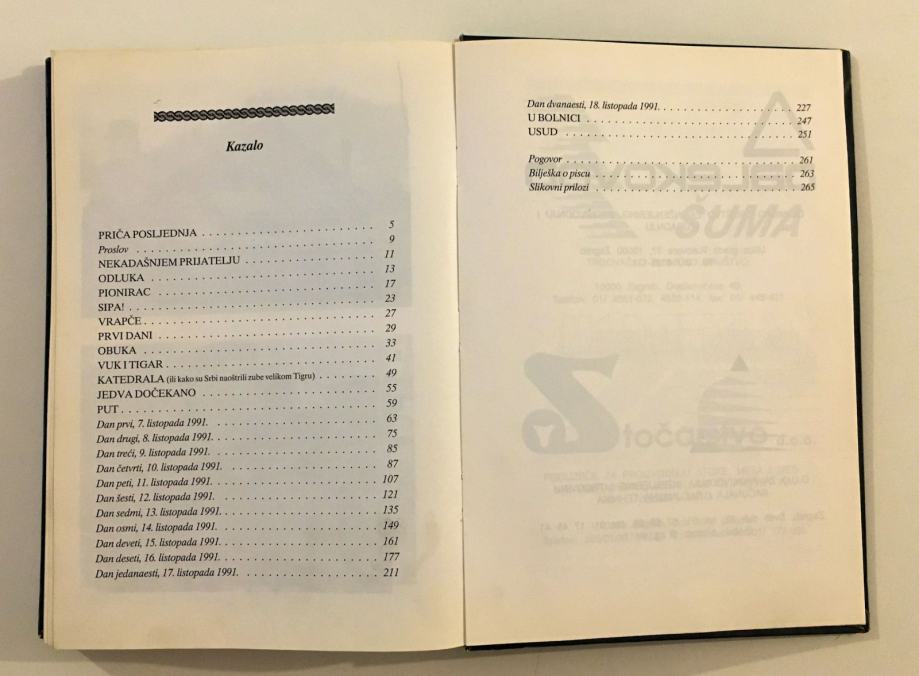 Kazalo
PRIČA POSLJEDNJA . . . . . . . . . . . . . . . . . . . . . . . 5
Proslov . . . . . . . . . . . . . . . . . . . . . . . . . . . . . . . . 9
NEKADAŠNJEM PRIJATELJU . . . . . . . . . . . . . . . . . 11
ODLUKA . . . . . . . . . . . . . . . . . . . . . . . . . . . . . . 13
PIONIRAC . . . . . . . . . . . . . . . . . . . . . . . . . . . . . 17
SIPA! . . . . . . . . . . . . . . . . . . . . . . . . . . . . . . . . . 23
VRAPČE . . . . . . . . . . . . . . . . . . . . . . . . . . . . . . . 27
PRVI DANI . . . . . . . . . . . . . . . . . . . . . . . . . . . . . 29
OBUKA . . . . . . . . . . . . . . . . . . . . . . . . . . . . . . . 33
VUK I TIGAR . . . . . . . . . . . . . . . . . . . . . . . . . . . . 41
KATEDRALA (ili kako su Srbi naoštrili zube velikom Tigru) . . . . . . . . 49
JEDVA DOČEKANO . . . . . . . . . . . . . . . . . . . . . . . 55
PUT . . . . . . . . . . . . . . . . . . . . . . . . . . . . . . . . . . 59
Dan prvi, 7. listopada 1991. . . . . . . . . . . . . . . . . . . . . 63
Dan drugi, 8. listopada 1991. . . . . . . . . . . . . . . . . . . . 75
Dan treći, 9. listopada 1991. . . . . . . . . . . . . . . . . . . . 85
Dan četvrti, 10. listopada 1991. . . . . . . . . . . . . . . . . . . 87
Dan peti, 11. listopada 1991. . . . . . . . . . . . . . . . . . . . 107
Dan šesti, 12. listopada 1991. . . . . . . . . . . . . . . . . . . . 121
Dan sedmi, 13. listopada 1991. . . . . . . . . . . . . . . . . . . 135
Dan osmi, 14. listopada 1991. . . . . . . . . . . . . . . . . . . . 149
Dan deveti, 15. listopada 1991. . . . . . . . . . . . . . . . . . . 161
Dan deseti, 16. listopada 1991. . . . . . . . . . . . . . . . . . . 177
Dan jedanaesti, 17. listopada 1991. . . . . . . . . . . . . . . . . . 211
Dan dvanaesti, 18. listopada 1991. . . . . . . . . . . . . . . . . . 227
U BOLNICI . . . . . . . . . . . . . . . . . . . . . . . . . . . . . 247
USUD . . . . . . . . . . . . . . . . . . . . . . . . . . . . . . . . 251
Pogovor . . . . . . . . . . . . . . . . . . . . . . . . . . . . . . . 261
Bilješka o piscu . . . . . . . . . . . . . . . . . . . . . . . . . . . 263
Slikovni prilozi . . . . . . . . . . . . . . . . . . . . . . . . . . . 265